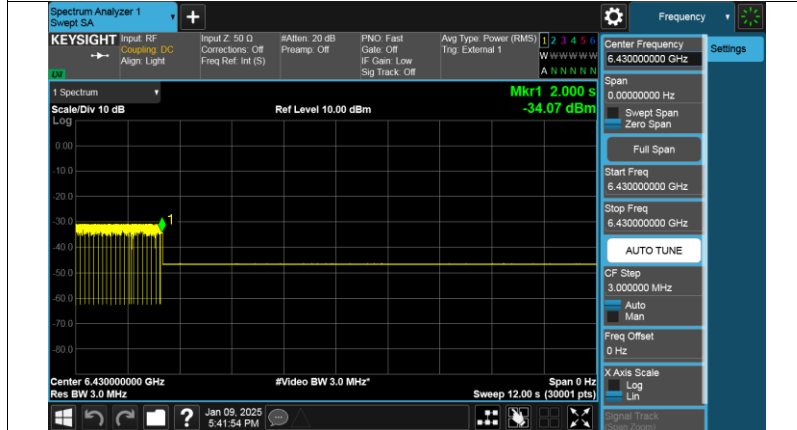 Spectrum Analyzer 1
Swept SA
Frequency
KEYSIGHT
Input: RF
Coupling: DC
Align: Light
Input Z: 50 Ω
Corrections: Off
Freq Ref: Int (S)
#Atten: 20 dB
Preamp: Off
PNO: Fast
Gate: Off
IF Gain: Low
Sig Track: Off
Avg Type: Power (RMS)
Trig: External 1
1 2 3 4 5 6
W W W W W W
A N N N N N
LXI
1 Spectrum
Scale/Div 10 dB
Log
Ref Level 10.00 dBm
Mkr1 2.000 s
-34.07 dBm
0.00
-10.0
-20.0
-30.0
-40.0
-50.0
-60.0
-70.0
-80.0
1
Center 6.430000000 GHz
Res BW 3.0 MHz
#Video BW 3.0 MHz*
Span 0 Hz
Sweep 12.00 s (30001 pts)
Jan 09, 2025
5:41:54 PM
Center Frequency
6.430000000 GHz
Settings
Span
0.00000000 Hz
Swept Span
Zero Span
Full Span
Start Freq
6.430000000 GHz
Stop Freq
6.430000000 GHz
AUTO TUNE
CF Step
3.000000 MHz
Auto
Man
Freq Offset
0 Hz
X Axis Scale
Log
Lin
Signal Track
(Span Zoom)